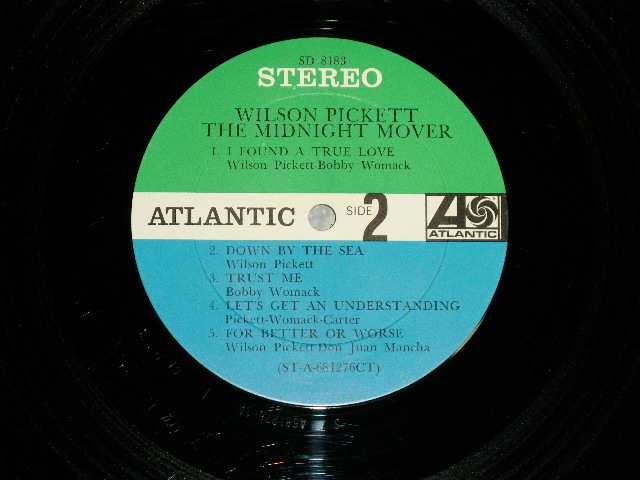 SD 8183
STEREO
WILSON PICKETT
THE MIDNIGHT MOVER
1. I FOUND A TRUE LOVE
Wilson Pickett-Bobby Womack
ATLANTIC
SIDE 2
ATLANTIC
2. DOWN BY THE SEA
Wilson Pickett
3. TRUST ME
Bobby Womack
4. LET'S GET AN UNDERSTANDING
Pickett-Womack-Carter
5. FOR BETTER OR WORSE
Wilson Pickett-Don Juan Mancha
(ST-A-681276CT)